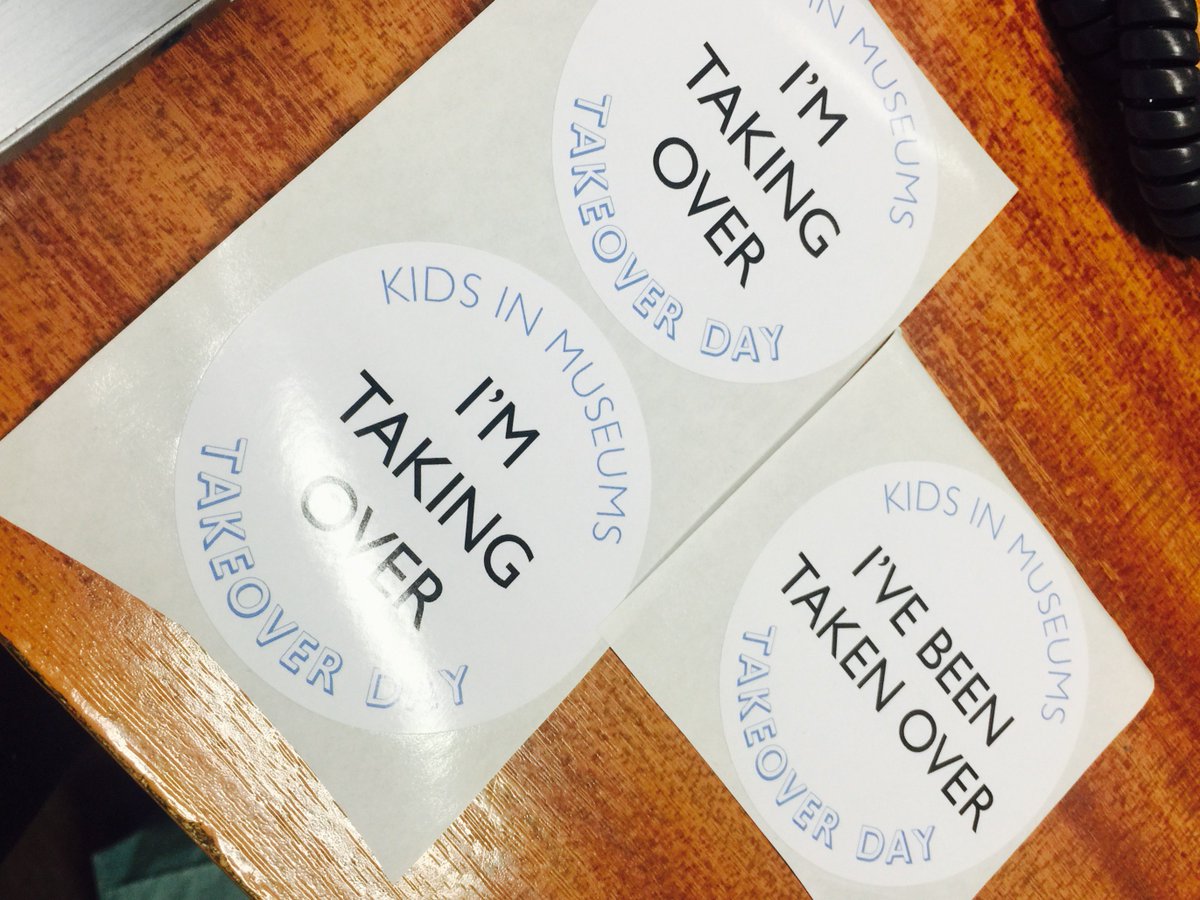 IN MUSEUMS
I'M
TAKING
OVER
TAKEOVER DAY
KIDS IN MUSEUMS
I'M
TAKING
OVER
TAKEOVER DAY
KIDS IN MUSEUMS
I'VE BEEN
TAKEN OVER
TAKEOVER DAY